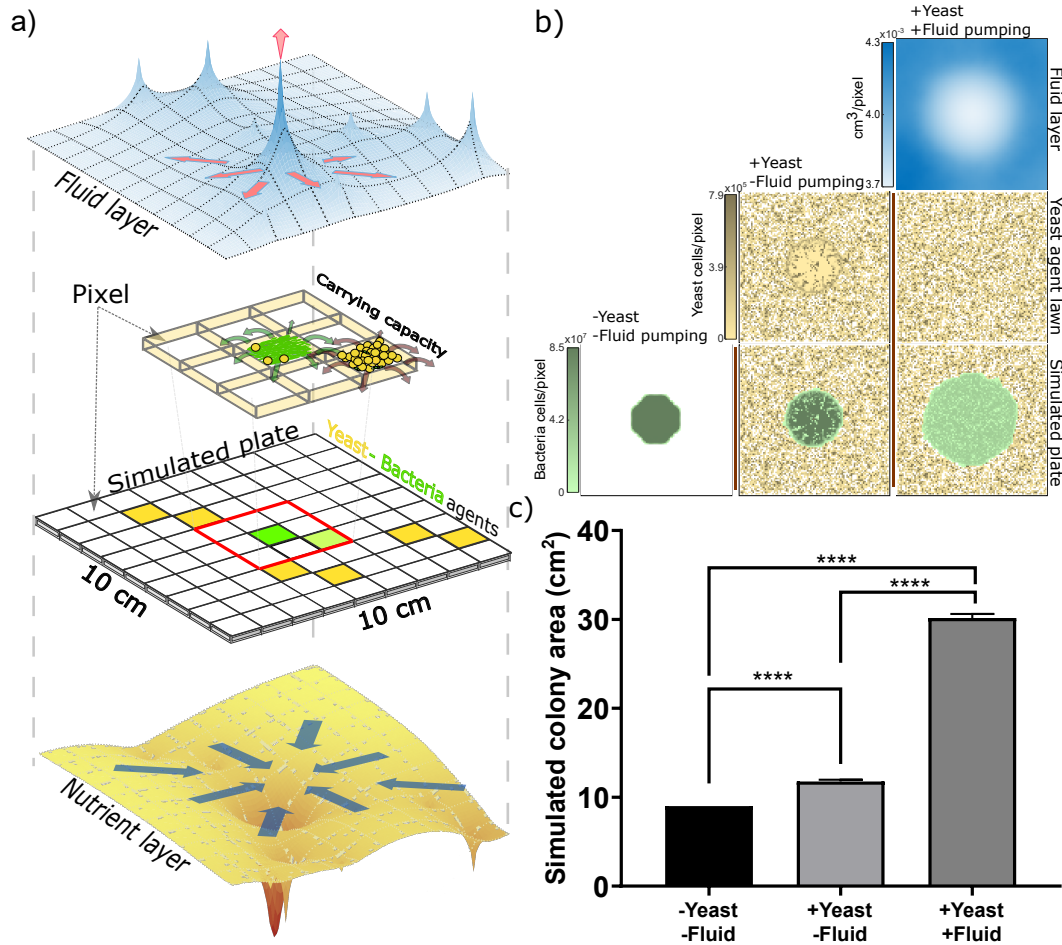 a)
Fluid layer
Pixel
Carrying capacity
Simulated plate
Yeast - Bacteria agents
10 cm
10 cm
Nutrient layer
b)
+Yeast
+Fluid pumping
4.3
x10⁻³
4.0
3.7
cm³/pixel
Fluid layer
+Yeast
-Fluid pumping
7.9
x10⁵
3.9
0
Yeast cells/pixel
Yeast agent lawn
-Yeast
-Fluid pumping
8.5
x10⁷
4.2
0
Bacteria cells/pixel
Simulated plate
c)
Simulated colony area (cm²)
40
30
20
10
0
****
****
****
-Yeast
-Fluid
+Yeast
-Fluid
+Yeast
+Fluid